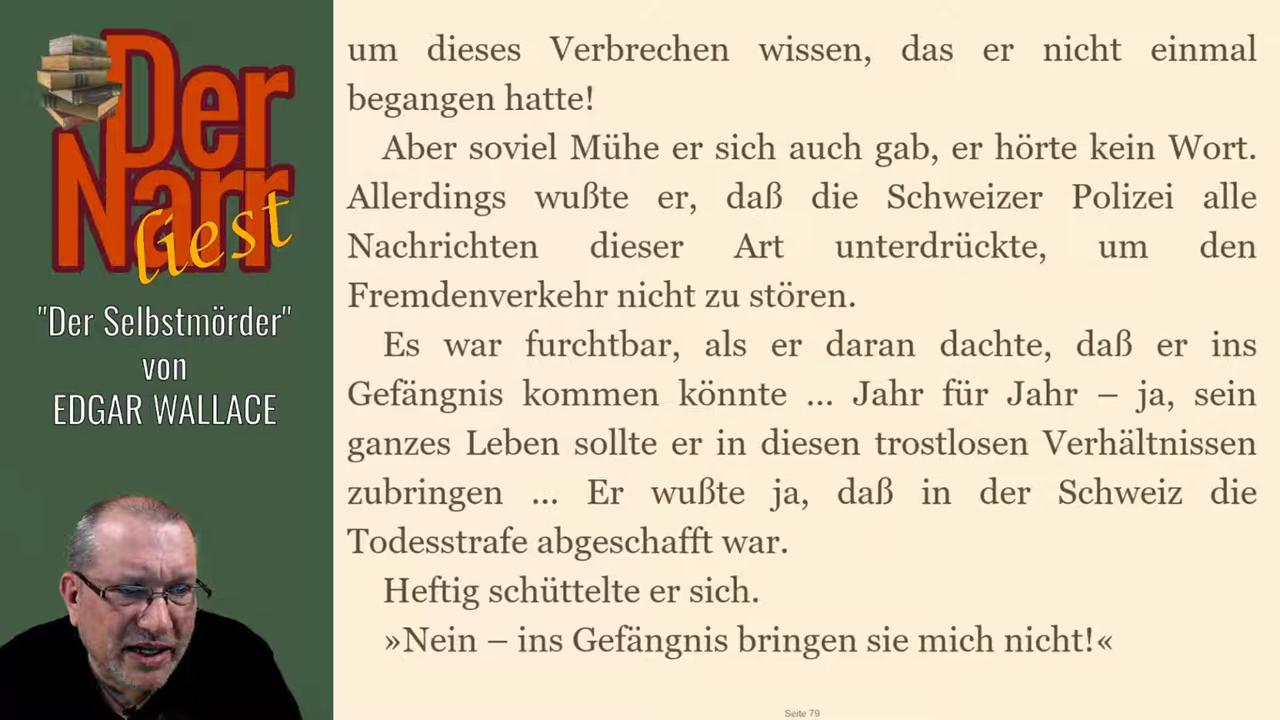 Der
Narr
liest
"Der Selbstmörder"
von
EDGAR WALLACE
um dieses Verbrechen wissen, das er nicht einmal
begangen hatte!
Aber soviel Mühe er sich auch gab, er hörte kein Wort.
Allerdings wußte er, daß die Schweizer Polizei alle
Nachrichten dieser Art unterdrückte, um den
Fremdenverkehr nicht zu stören.
Es war furchtbar, als er daran dachte, daß er ins
Gefängnis kommen könnte ... Jahr für Jahr – ja, sein
ganzes Leben sollte er in diesen trostlosen Verhältnissen
zubringen ... Er wußte ja, daß in der Schweiz die
Todesstrafe abgeschafft war.
Heftig schüttelte er sich.
»Nein – ins Gefängnis bringen sie mich nicht!«
Seite 79